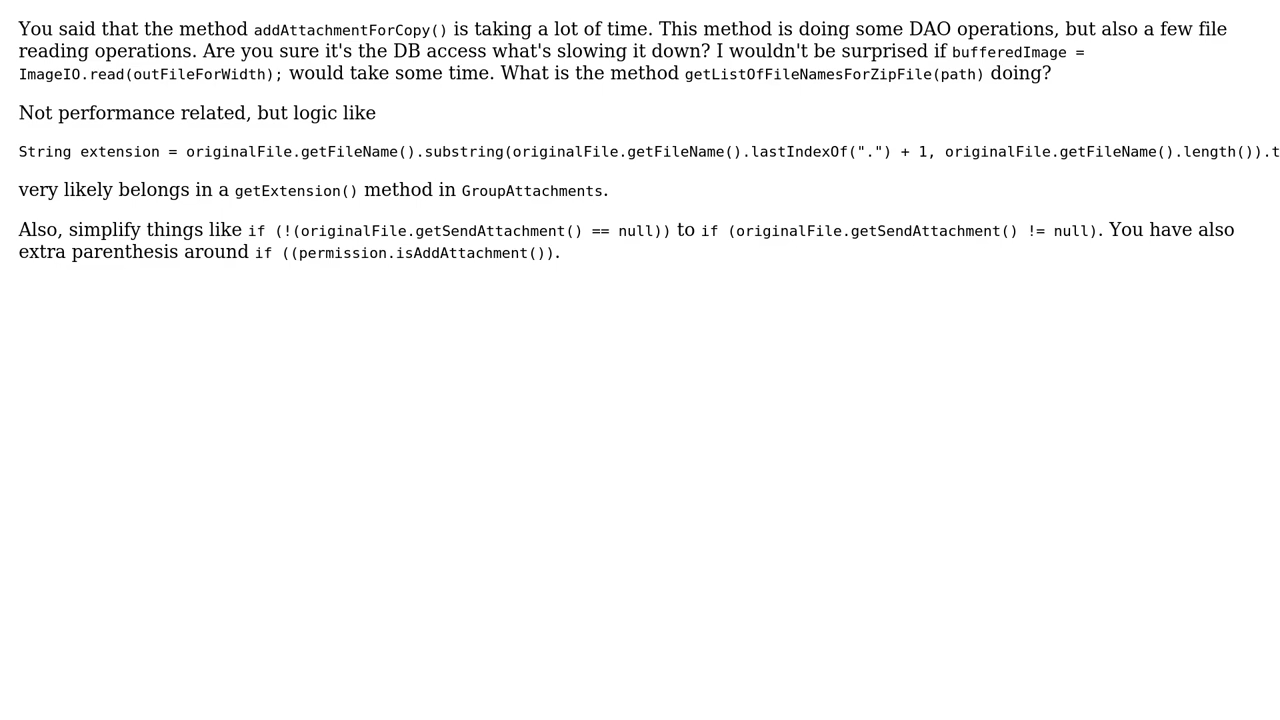 You said that the method addAttachmentForCopy() is taking a lot of time. This method is doing some DAO operations, but also a few file
reading operations. Are you sure it's the DB access what's slowing it down? I wouldn't be surprised if bufferedImage =
ImageIO.read(outFileForWidth); would take some time. What is the method getListOfFileNamesForZipFile(path) doing?
Not performance related, but logic like
String extension = originalFile.getFileName().substring(originalFile.getFileName().lastIndexOf(".") + 1, originalFile.getFileName().length()).t
very likely belongs in a getExtension() method in GroupAttachments.
Also, simplify things like if (!(originalFile.getSendAttachment() == null)) to if (originalFile.getSendAttachment() != null). You have also
extra parenthesis around if ((permission.isAddAttachment()).